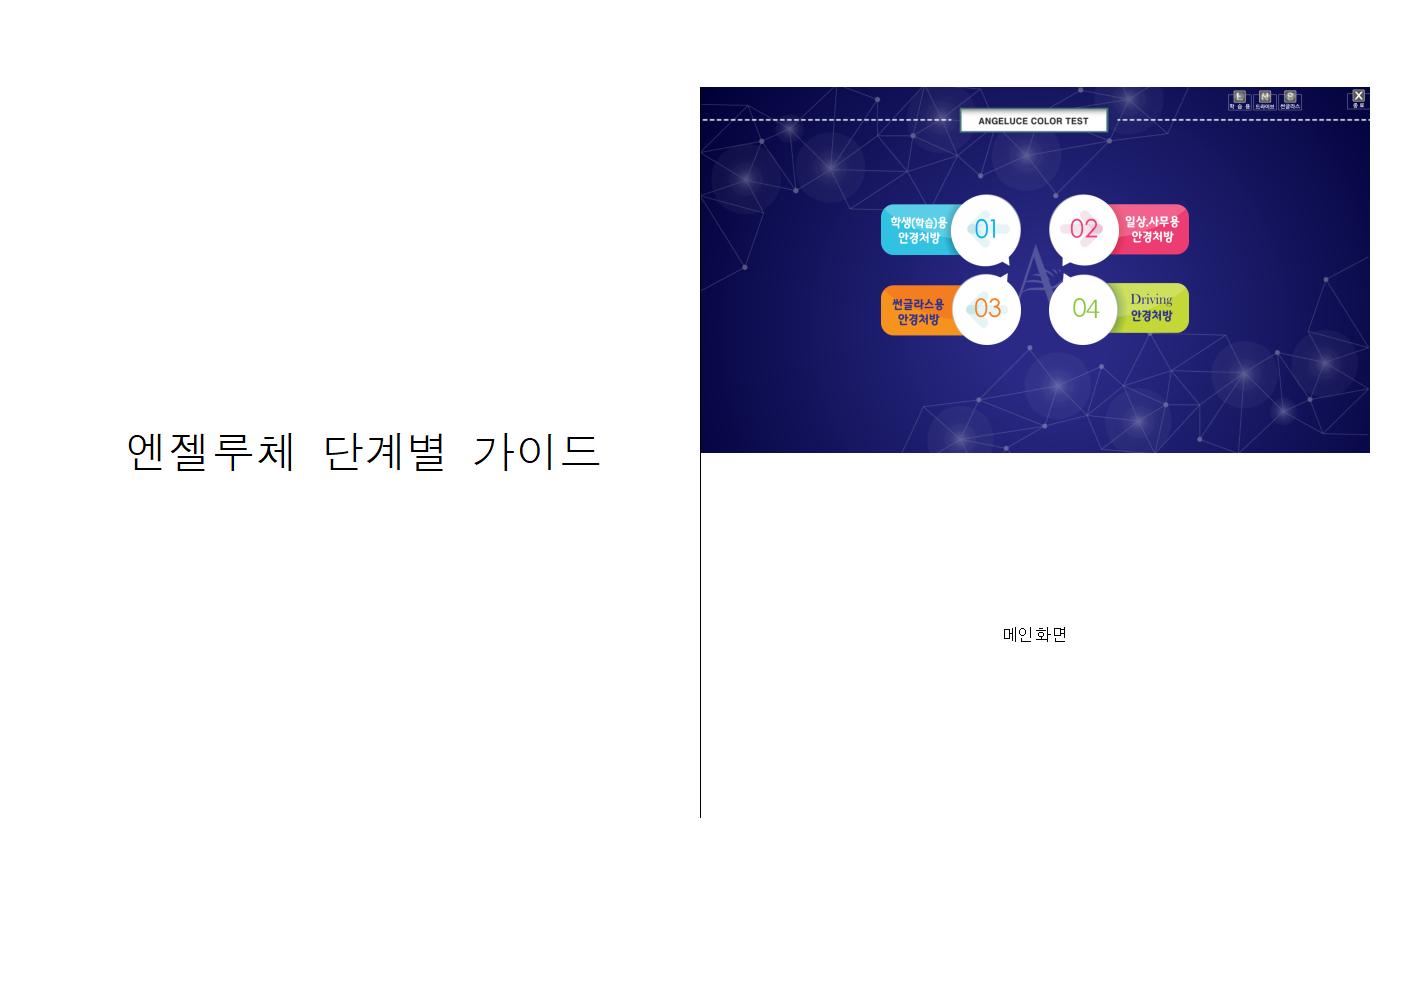 엔젤루체 단계별 가이드
학습용
드라이브
썬글라스
종료
ANGELUCE COLOR TEST
학생(학습)용
안경처방
01
02
일상.사무용
안경처방
썬글라스용
안경처방
03
04
Driving
안경처방
메인화면